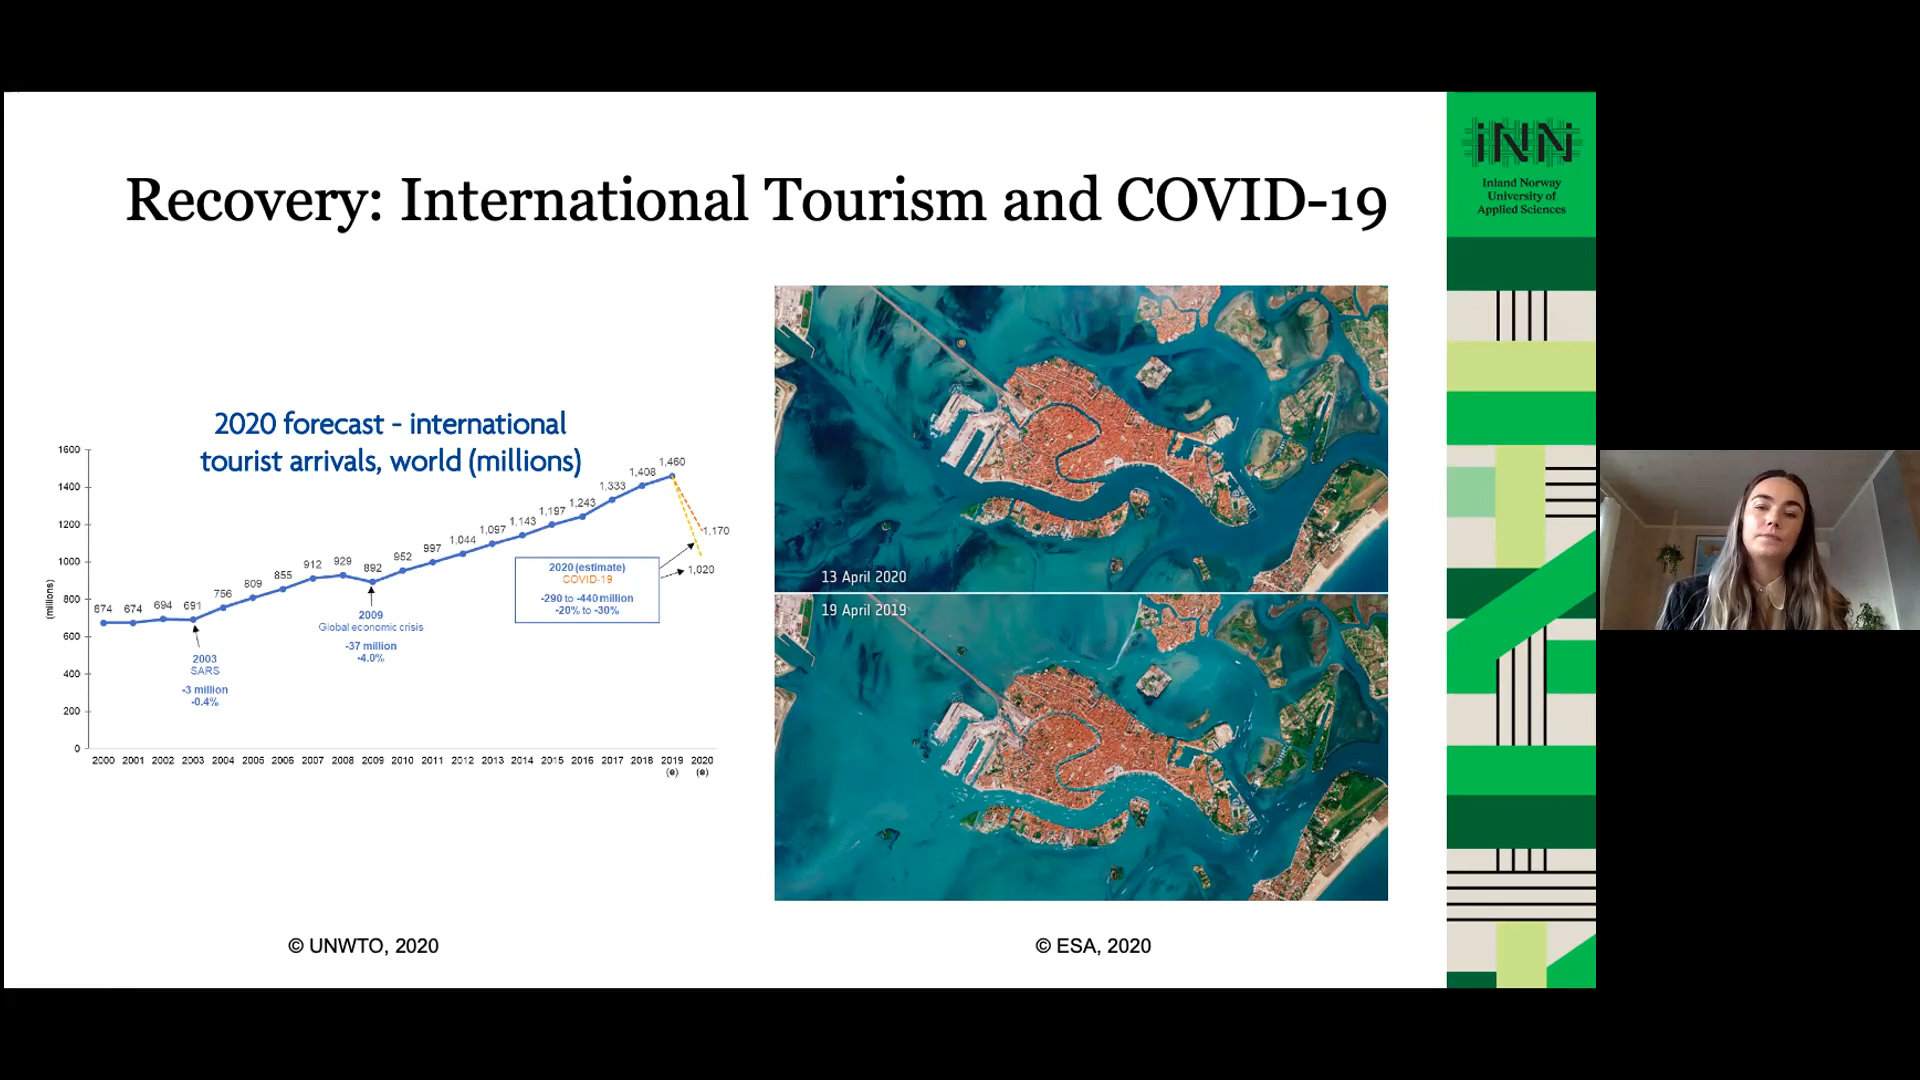 Recovery: International Tourism and COVID-19
iNN
Inland Norway
University of
Applied Sciences
2020 forecast - international
tourist arrivals, world (millions)
(millions)
1600
1400
1200
1000
800
600
400
200
0
674
674
694
691
756
809
855
912
929
892
952
997
1,044
1,097
1,143
1,197
1,243
1,333
1,408
1,460
1,170
1,020
2003
SARS
-3 million
-0.4%
2009
Global economic crisis
-37 million
-4.0%
2020 (estimate)
COVID-19
-290 to -440 million
-20% to -30%
2000 2001 2002 2003 2004 2005 2006 2007 2008 2009 2010 2011 2012 2013 2014 2015 2016 2017 2018 2019 2020
(e) (e)
13 April 2020
19 April 2019
© UNWTO, 2020
© ESA, 2020